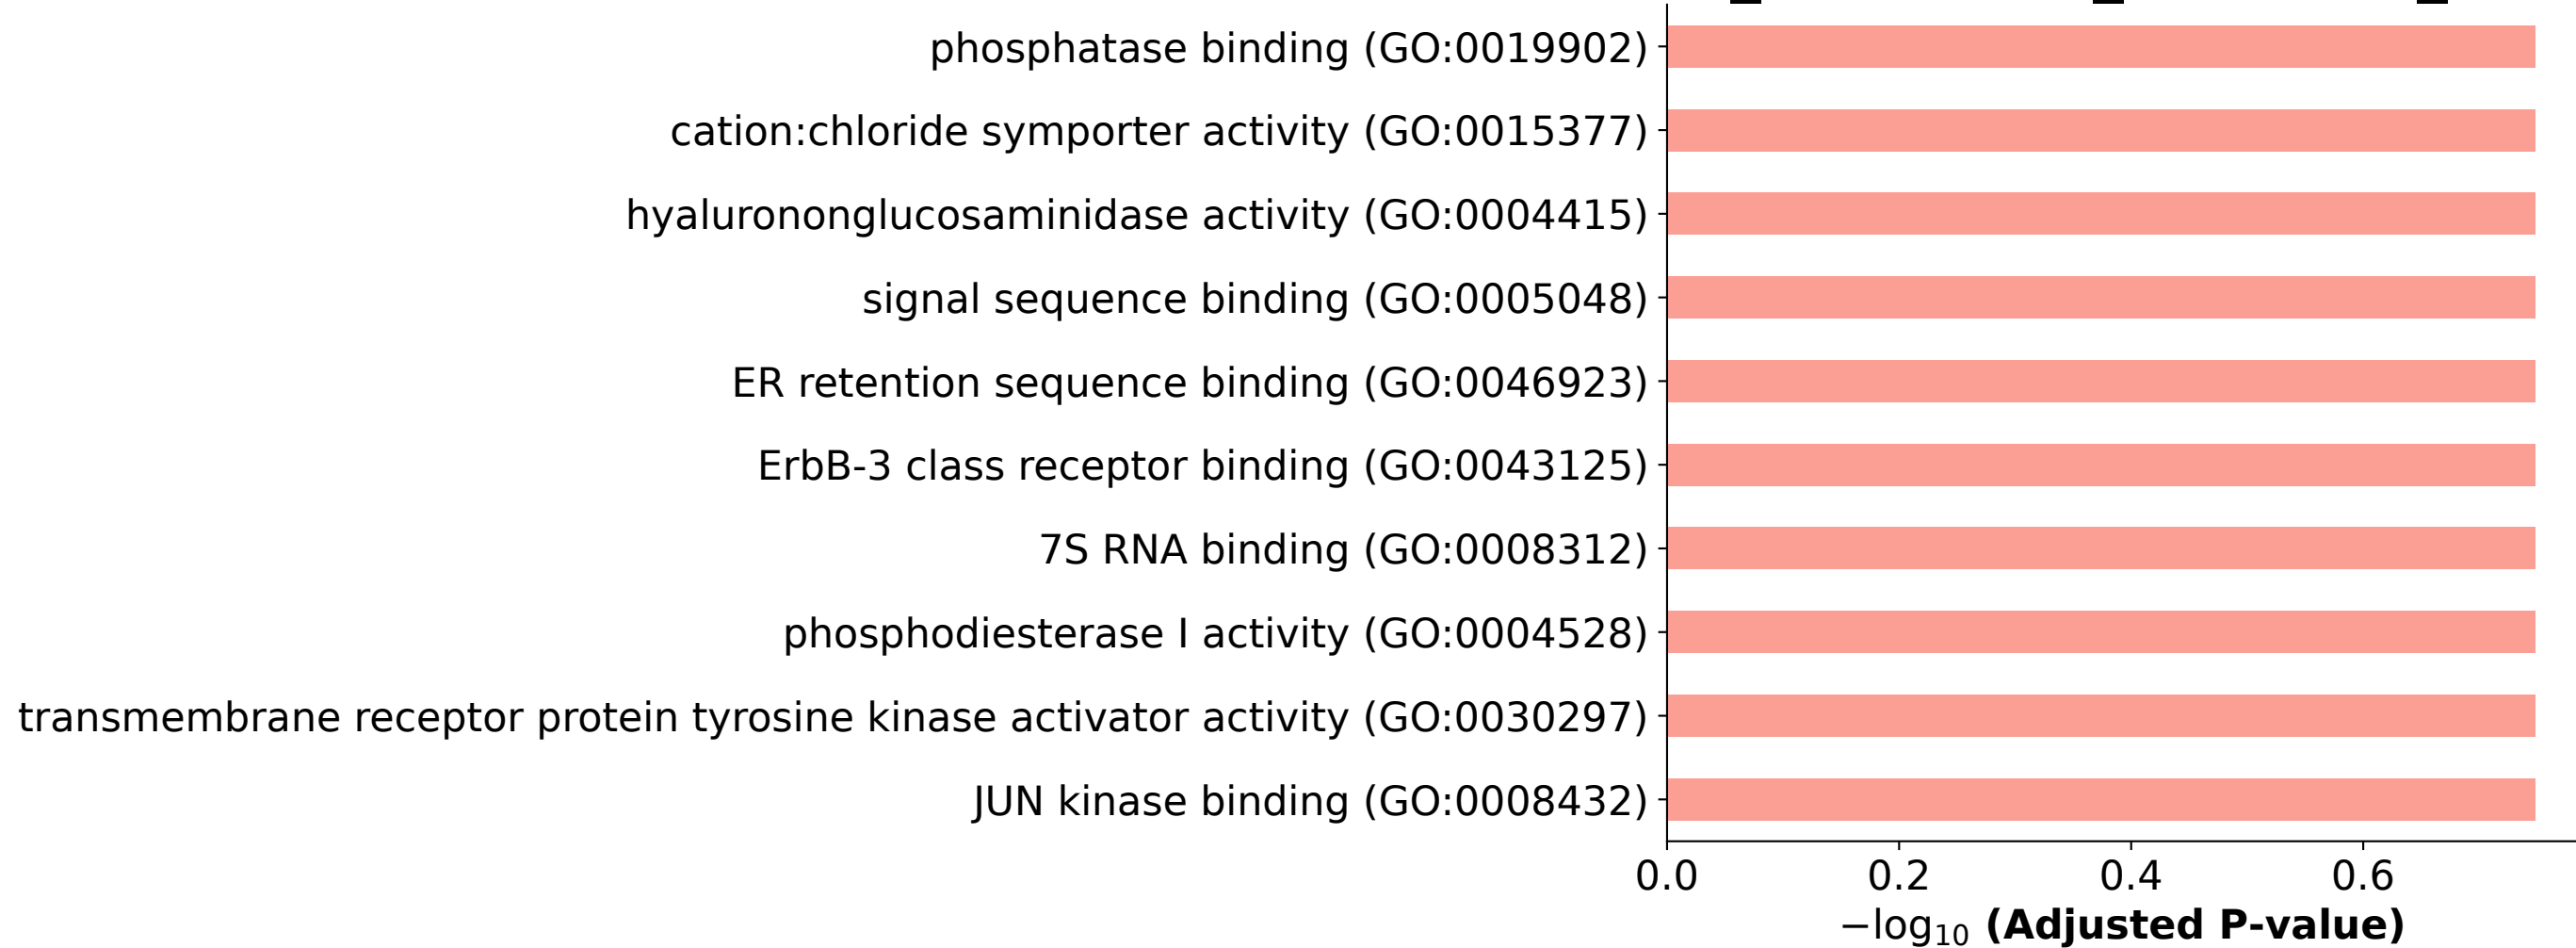 phosphatase binding (GO:0019902)
cation:chloride symporter activity (GO:0015377)
hyalurononglucosaminidase activity (GO:0004415)
signal sequence binding (GO:0005048)
ER retention sequence binding (GO:0046923)
ErbB-3 class receptor binding (GO:0043125)
7S RNA binding (GO:0008312)
phosphodiesterase I activity (GO:0004528)
transmembrane receptor protein tyrosine kinase activator activity (GO:0030297)
JUN kinase binding (GO:0008432)
0.0 0.2 0.4 0.6
−log₁₀ (Adjusted P-value)